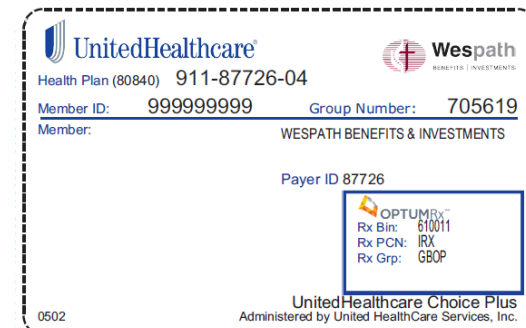 UnitedHealthcare®
Wespath
BENEFITS | INVESTMENTS
Health Plan (80840) 911-87726-04
Member ID: 999999999 Group Number: 705619
Member:
WESPATH BENEFITS & INVESTMENTS
Payer ID 87726
OPTUMRx™
Rx Bin: 610011
Rx PCN: IRX
Rx Grp: GBOP
UnitedHealthcare Choice Plus
0502 Administered by United HealthCare Services, Inc.